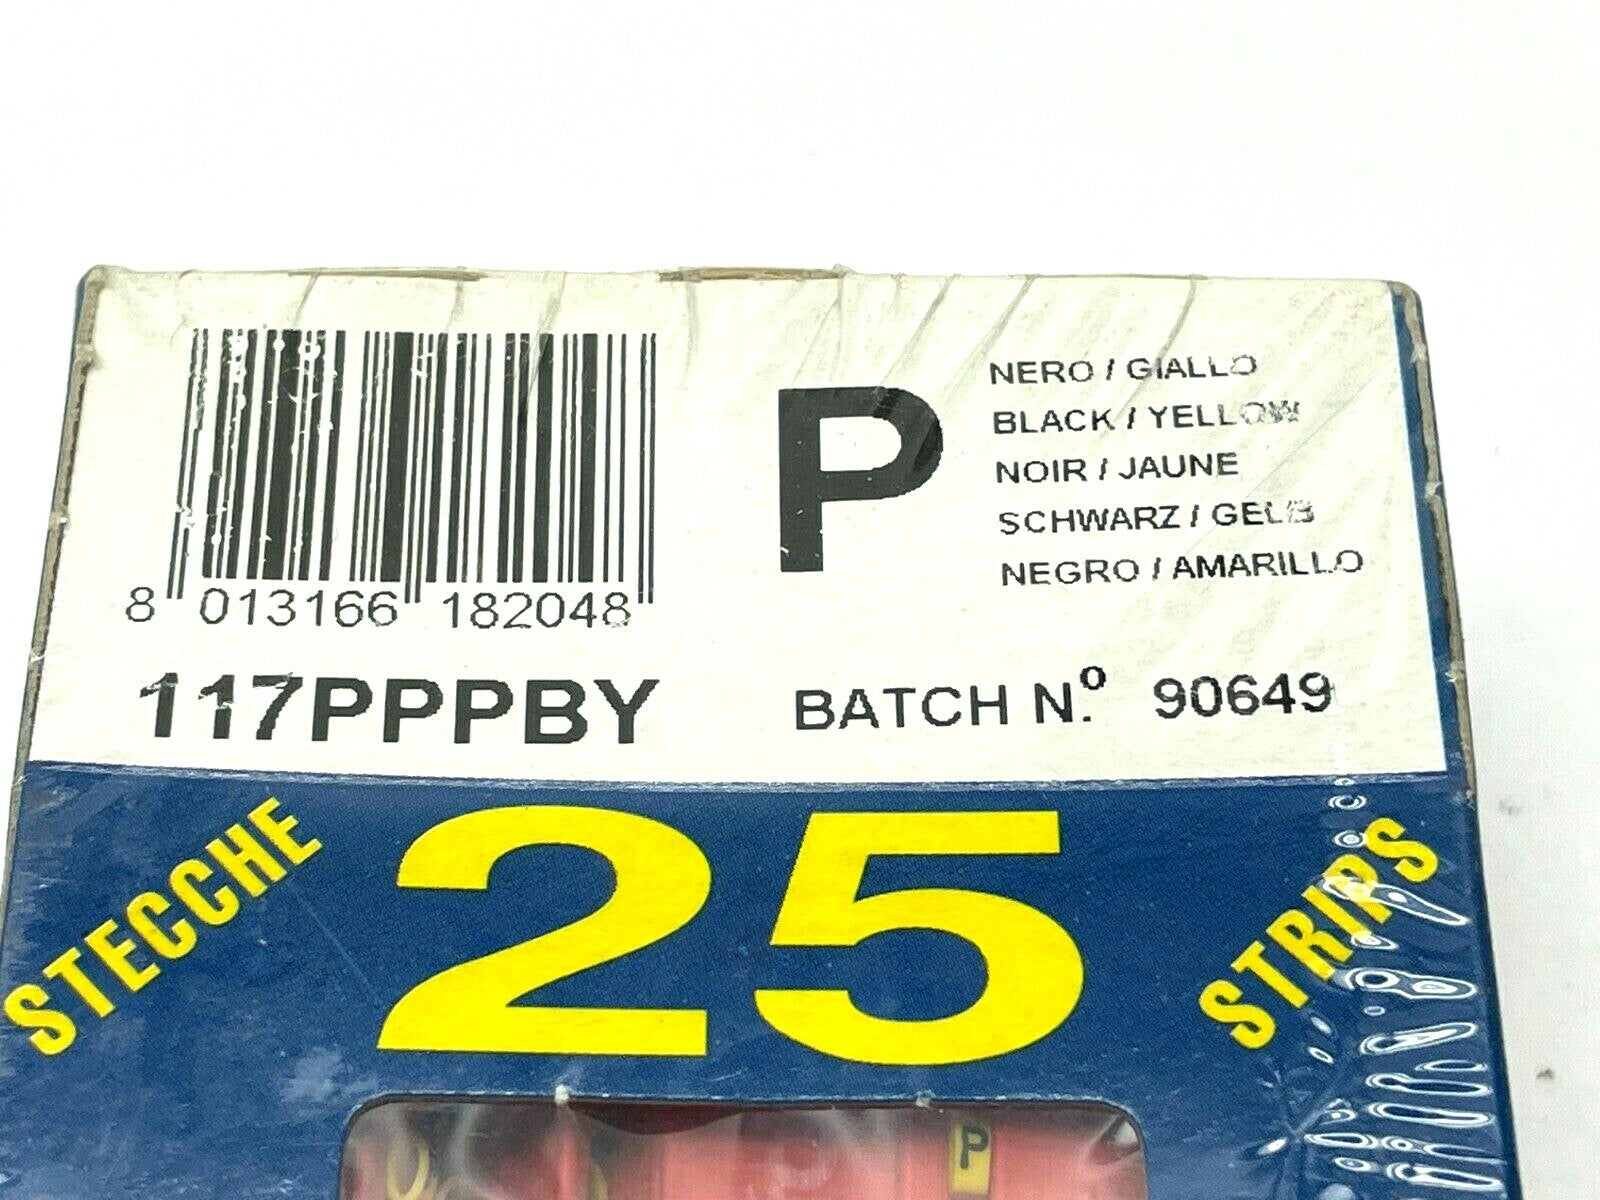 NERO / GIALLO
BLACK / YELLOW
P
NOIR / JAUNE
SCHWARZ / GELB
NEGRO / AMARILLO
8 013166 182048
117PPPBY
BATCH N.º 90649
STECCHE 25 STRIPS
P